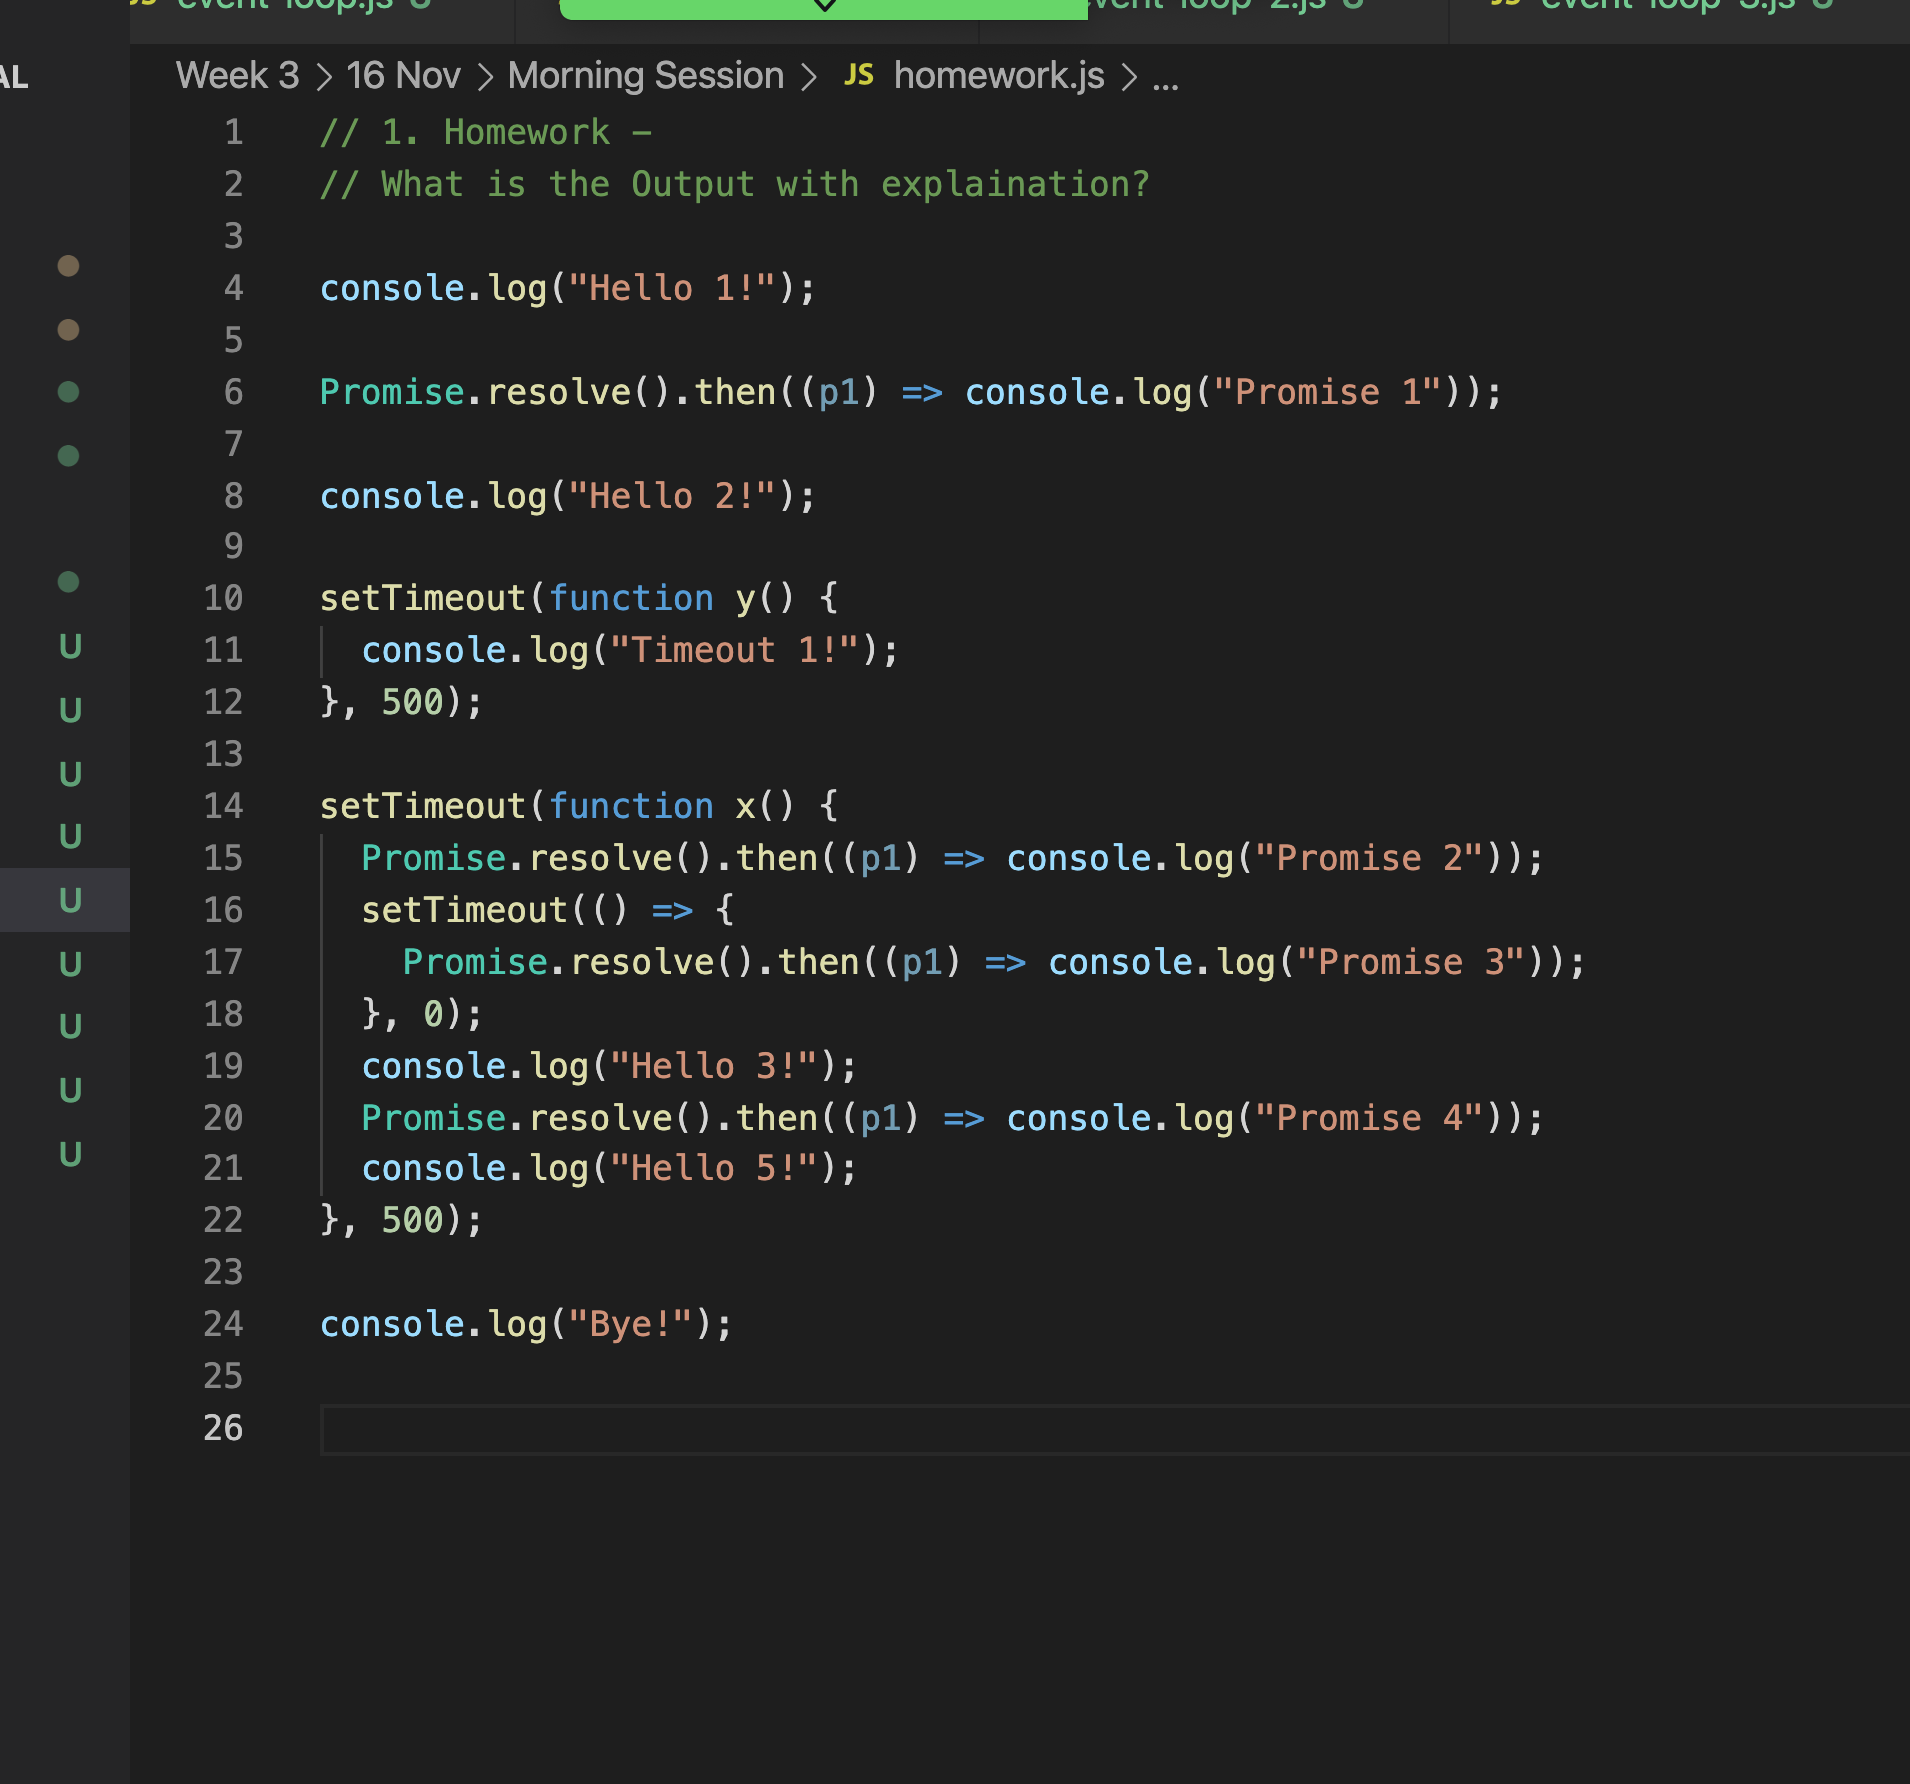 JS event-loop.js U
event-loop-2.js U
JS event-loop-3.js U
AL
Week 3 > 16 Nov > Morning Session > JS homework.js > ...
1 // 1. Homework -
2 // What is the Output with explaination?
3
4 console.log("Hello 1!");
5
6 Promise.resolve().then((p1) => console.log("Promise 1"));
7
8 console.log("Hello 2!");
9
10 setTimeout(function y() {
11 console.log("Timeout 1!");
12 }, 500);
13
14 setTimeout(function x() {
15 Promise.resolve().then((p1) => console.log("Promise 2"));
16 setTimeout(() => {
17 Promise.resolve().then((p1) => console.log("Promise 3"));
18 }, 0);
19 console.log("Hello 3!");
20 Promise.resolve().then((p1) => console.log("Promise 4"));
21 console.log("Hello 5!");
22 }, 500);
23
24 console.log("Bye!");
25
26
U
U
U
U
U
U
U
U
U